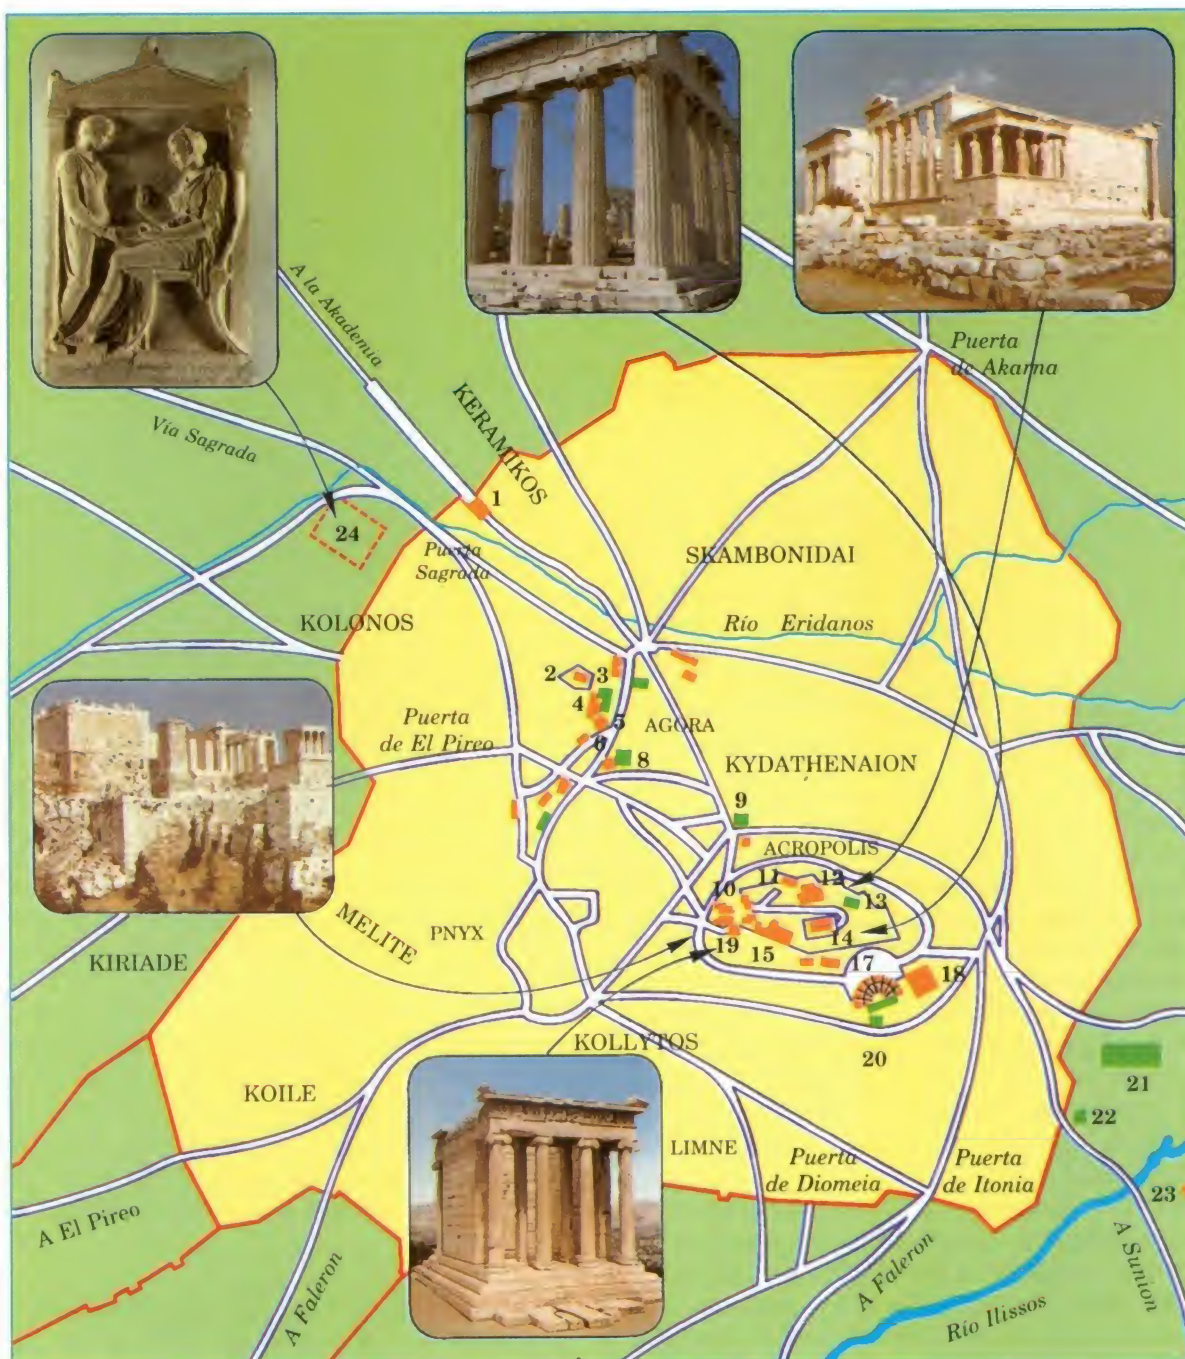 Puerta
de Akarna
A la Akademia
KERAMIKOS
Vía Sagrada
1
24
Puerta
Sagrada
SKAMBONIDAI
KOLONOS
Río Eridanos
2
3
4
5
6
Puerta
de El Pireo
AGORA
8
KYDATHENAION
9
ACROPOLIS
11
12
10
13
14
MELITE
PNYX
19
15
17
18
KIRIADE
KOLLYTOS
20
21
KOILE
22
LIMNE
Puerta
de Diomeia
Puerta
de Itonia
23
A El Pireo
A Faleron
A Faleron
A Sunion
Río Ilissos